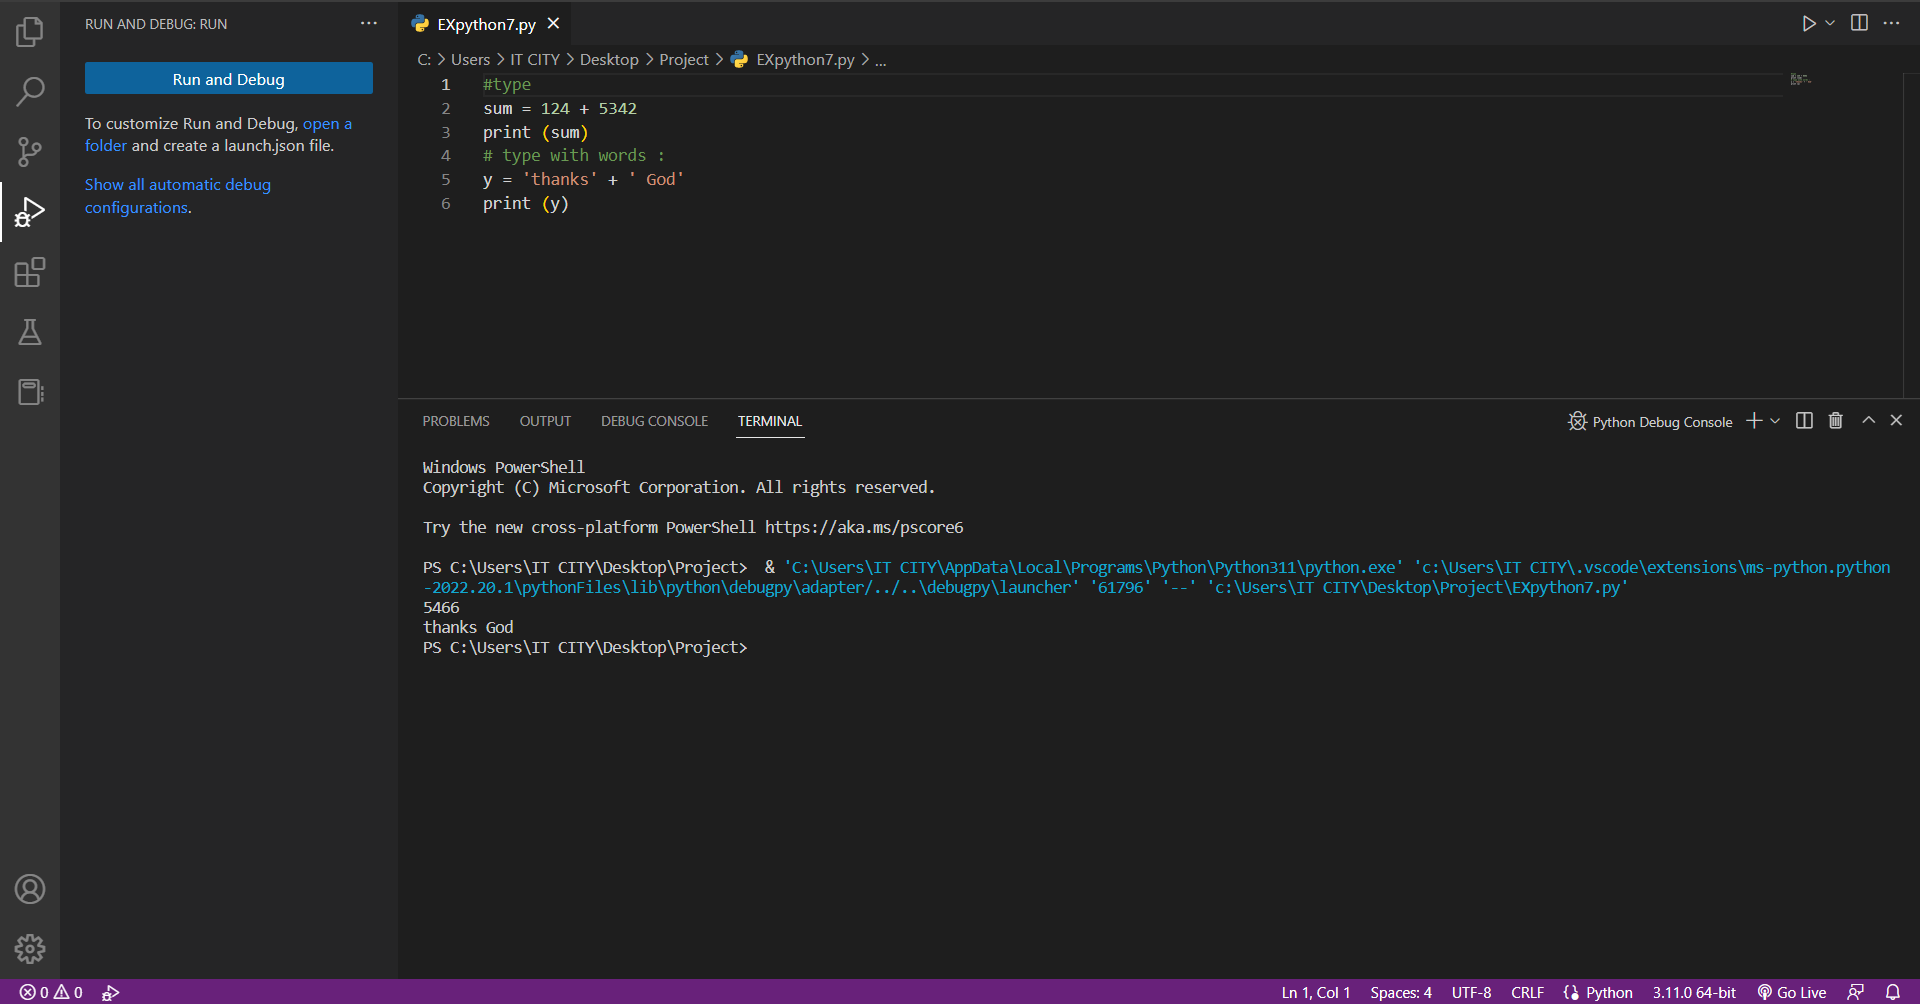 RUN AND DEBUG: RUN
Run and Debug
To customize Run and Debug, open a
folder and create a launch.json file.
Show all automatic debug
configurations.
EXpython7.py
C: > Users > IT CITY > Desktop > Project > EXpython7.py > ...
1 #type
2 sum = 124 + 5342
3 print (sum)
4 # type with words :
5 y = 'thanks' + ' God'
6 print (y)
PROBLEMS OUTPUT DEBUG CONSOLE TERMINAL
Python Debug Console
Windows PowerShell
Copyright (C) Microsoft Corporation. All rights reserved.
Try the new cross-platform PowerShell https://aka.ms/pscore6
PS C:\Users\IT CITY\Desktop\Project>  & 'C:\Users\IT CITY\AppData\Local\Programs\Python\Python311\python.exe' 'c:\Users\IT CITY\.vscode\extensions\ms-python.python
-2022.20.1\pythonFiles\lib\python\debugpy\adapter/../..\debugpy\launcher' '61796' '--' 'c:\Users\IT CITY\Desktop\Project\EXpython7.py'
5466
thanks God
PS C:\Users\IT CITY\Desktop\Project>
0 0
Ln 1, Col 1 Spaces: 4 UTF-8 CRLF Python 3.11.0 64-bit Go Live